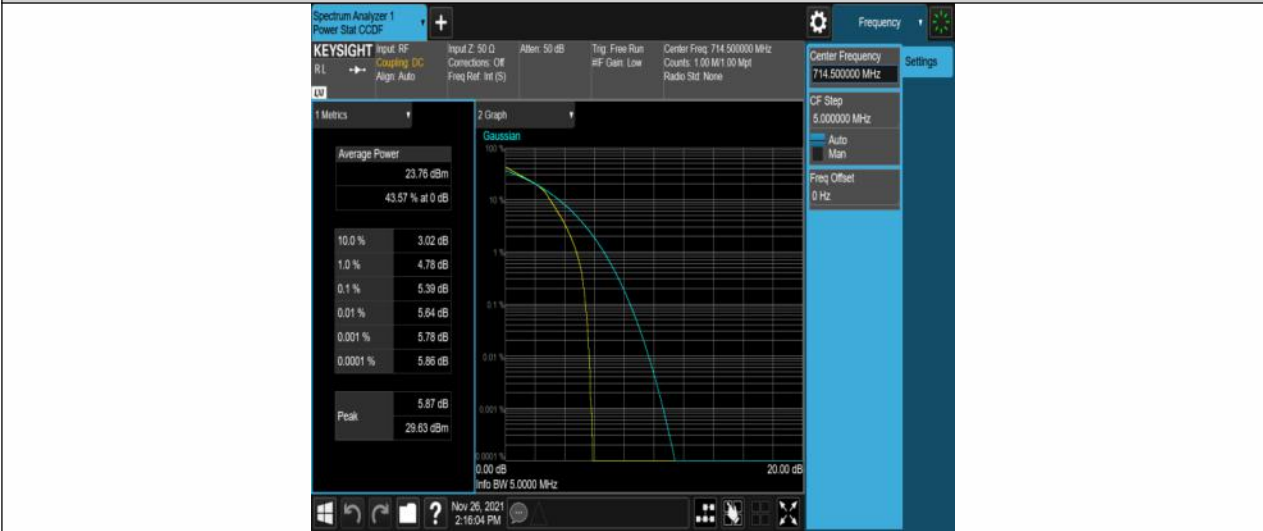 Spectrum Analyzer 1
Power Stat CCDF
+
Frequency
KEYSIGHT
Input: RF
Coupling: DC
Align: Auto
RL
LV
Input Z: 50 Ω
Corrections: Off
Freq Ref: Int (S)
Atten: 50 dB
Trig: Free Run
#IF Gain: Low
Center Freq: 714.500000 MHz
Counts: 1.00 M/1.00 Mpt
Radio Std: None
Center Frequency
714.500000 MHz
Settings
CF Step
5.000000 MHz
Auto
Man
Freq Offset
0 Hz
1 Metrics
Average Power
23.76 dBm
43.57 % at 0 dB
10.0 % 3.02 dB
1.0 % 4.78 dB
0.1 % 5.39 dB
0.01 % 5.64 dB
0.001 % 5.78 dB
0.0001 % 5.86 dB
Peak
5.87 dB
29.63 dBm
2 Graph
Gaussian
100 %
10 %
1 %
0.1 %
0.01 %
0.001 %
0.0001 %
0.00 dB 20.00 dB
Info BW 5.0000 MHz
?
Nov 26, 2021
2:16:04 PM